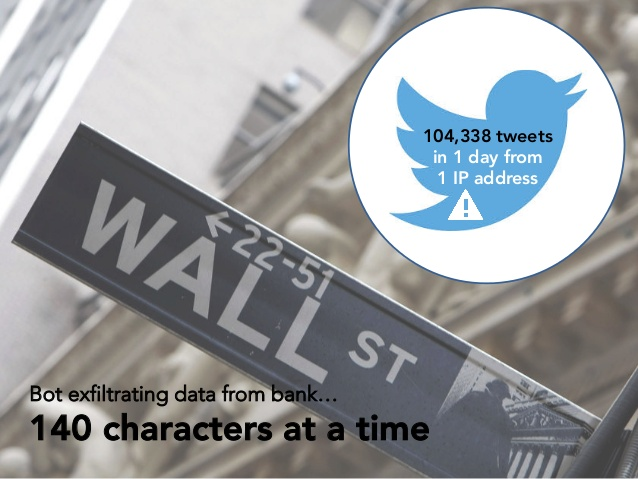 104,338 tweets
in 1 day from
1 IP address
← 22-51
WALL ST
Bot exfiltrating data from bank...
140 characters at a time